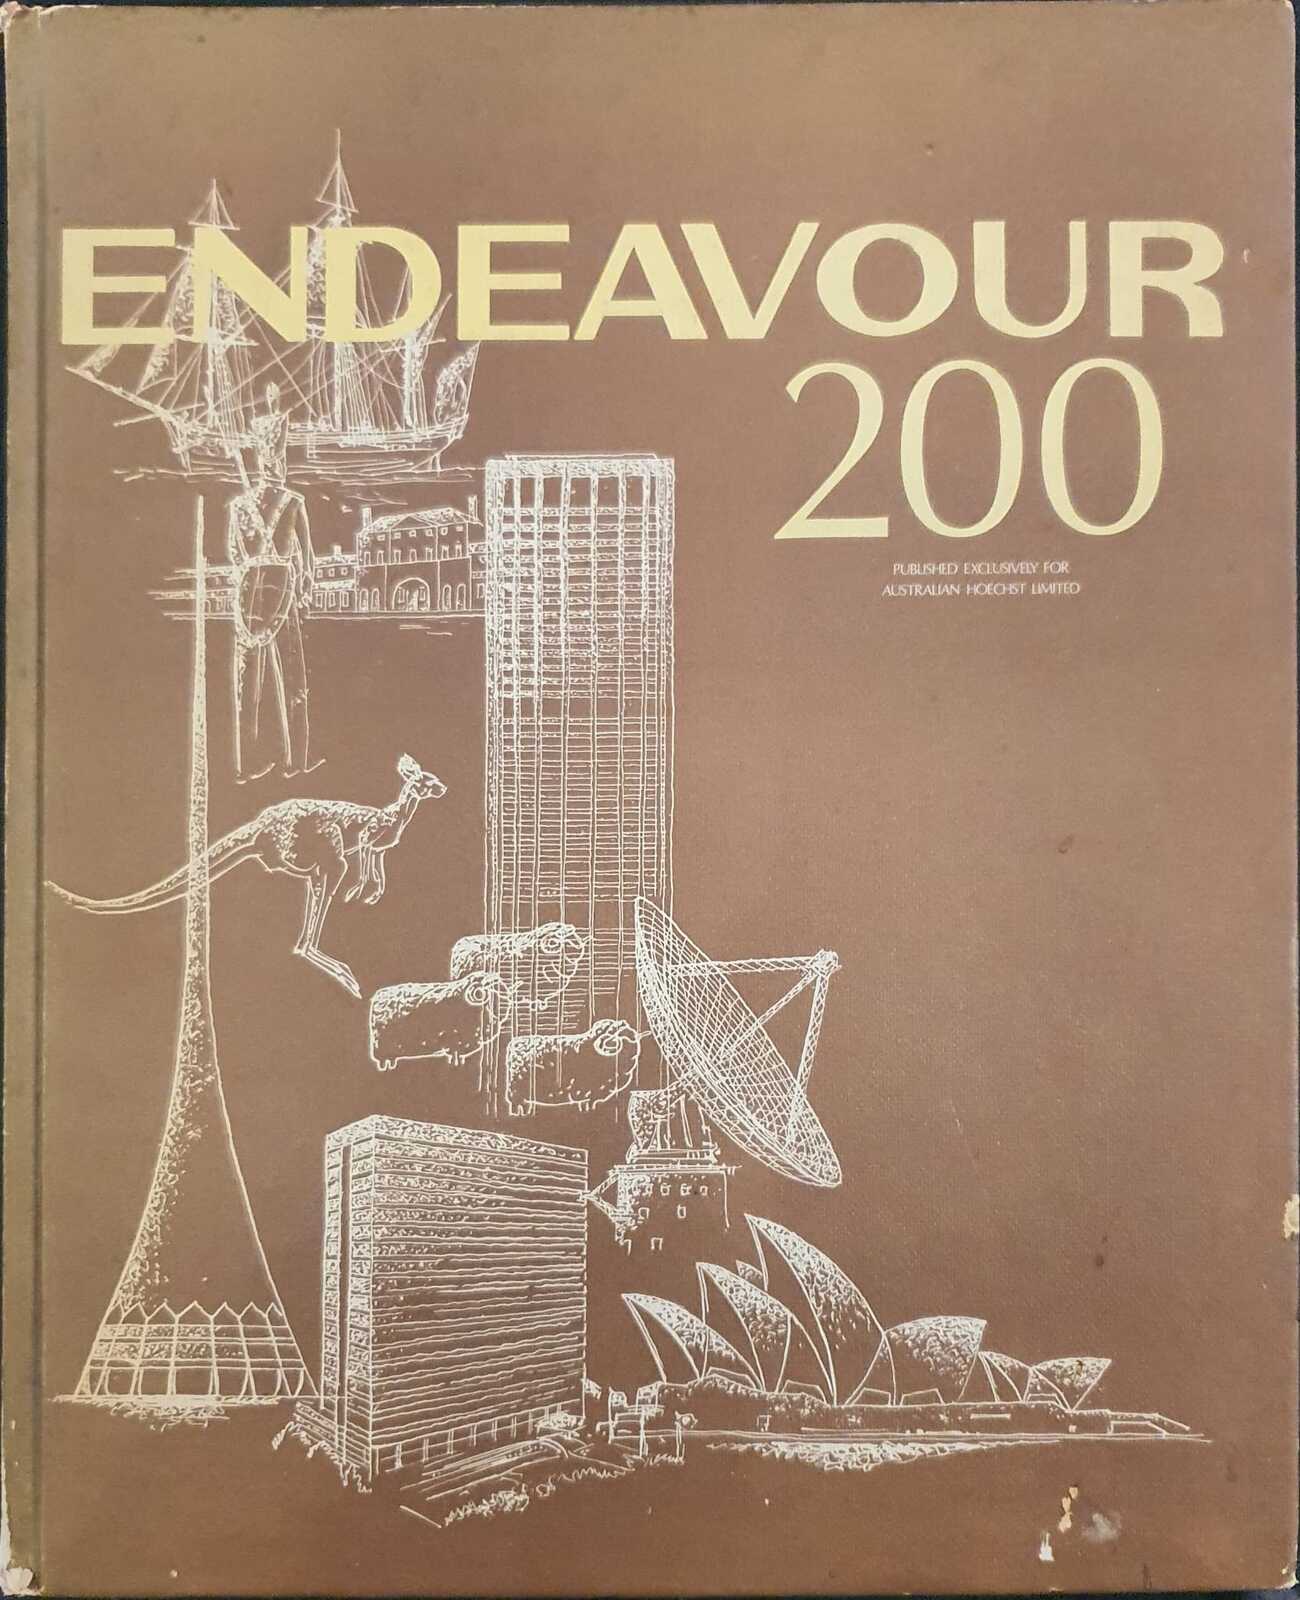 ENDEAVOUR
200
PUBLISHED EXCLUSIVELY FOR
AUSTRALIAN HOECHST LIMITED